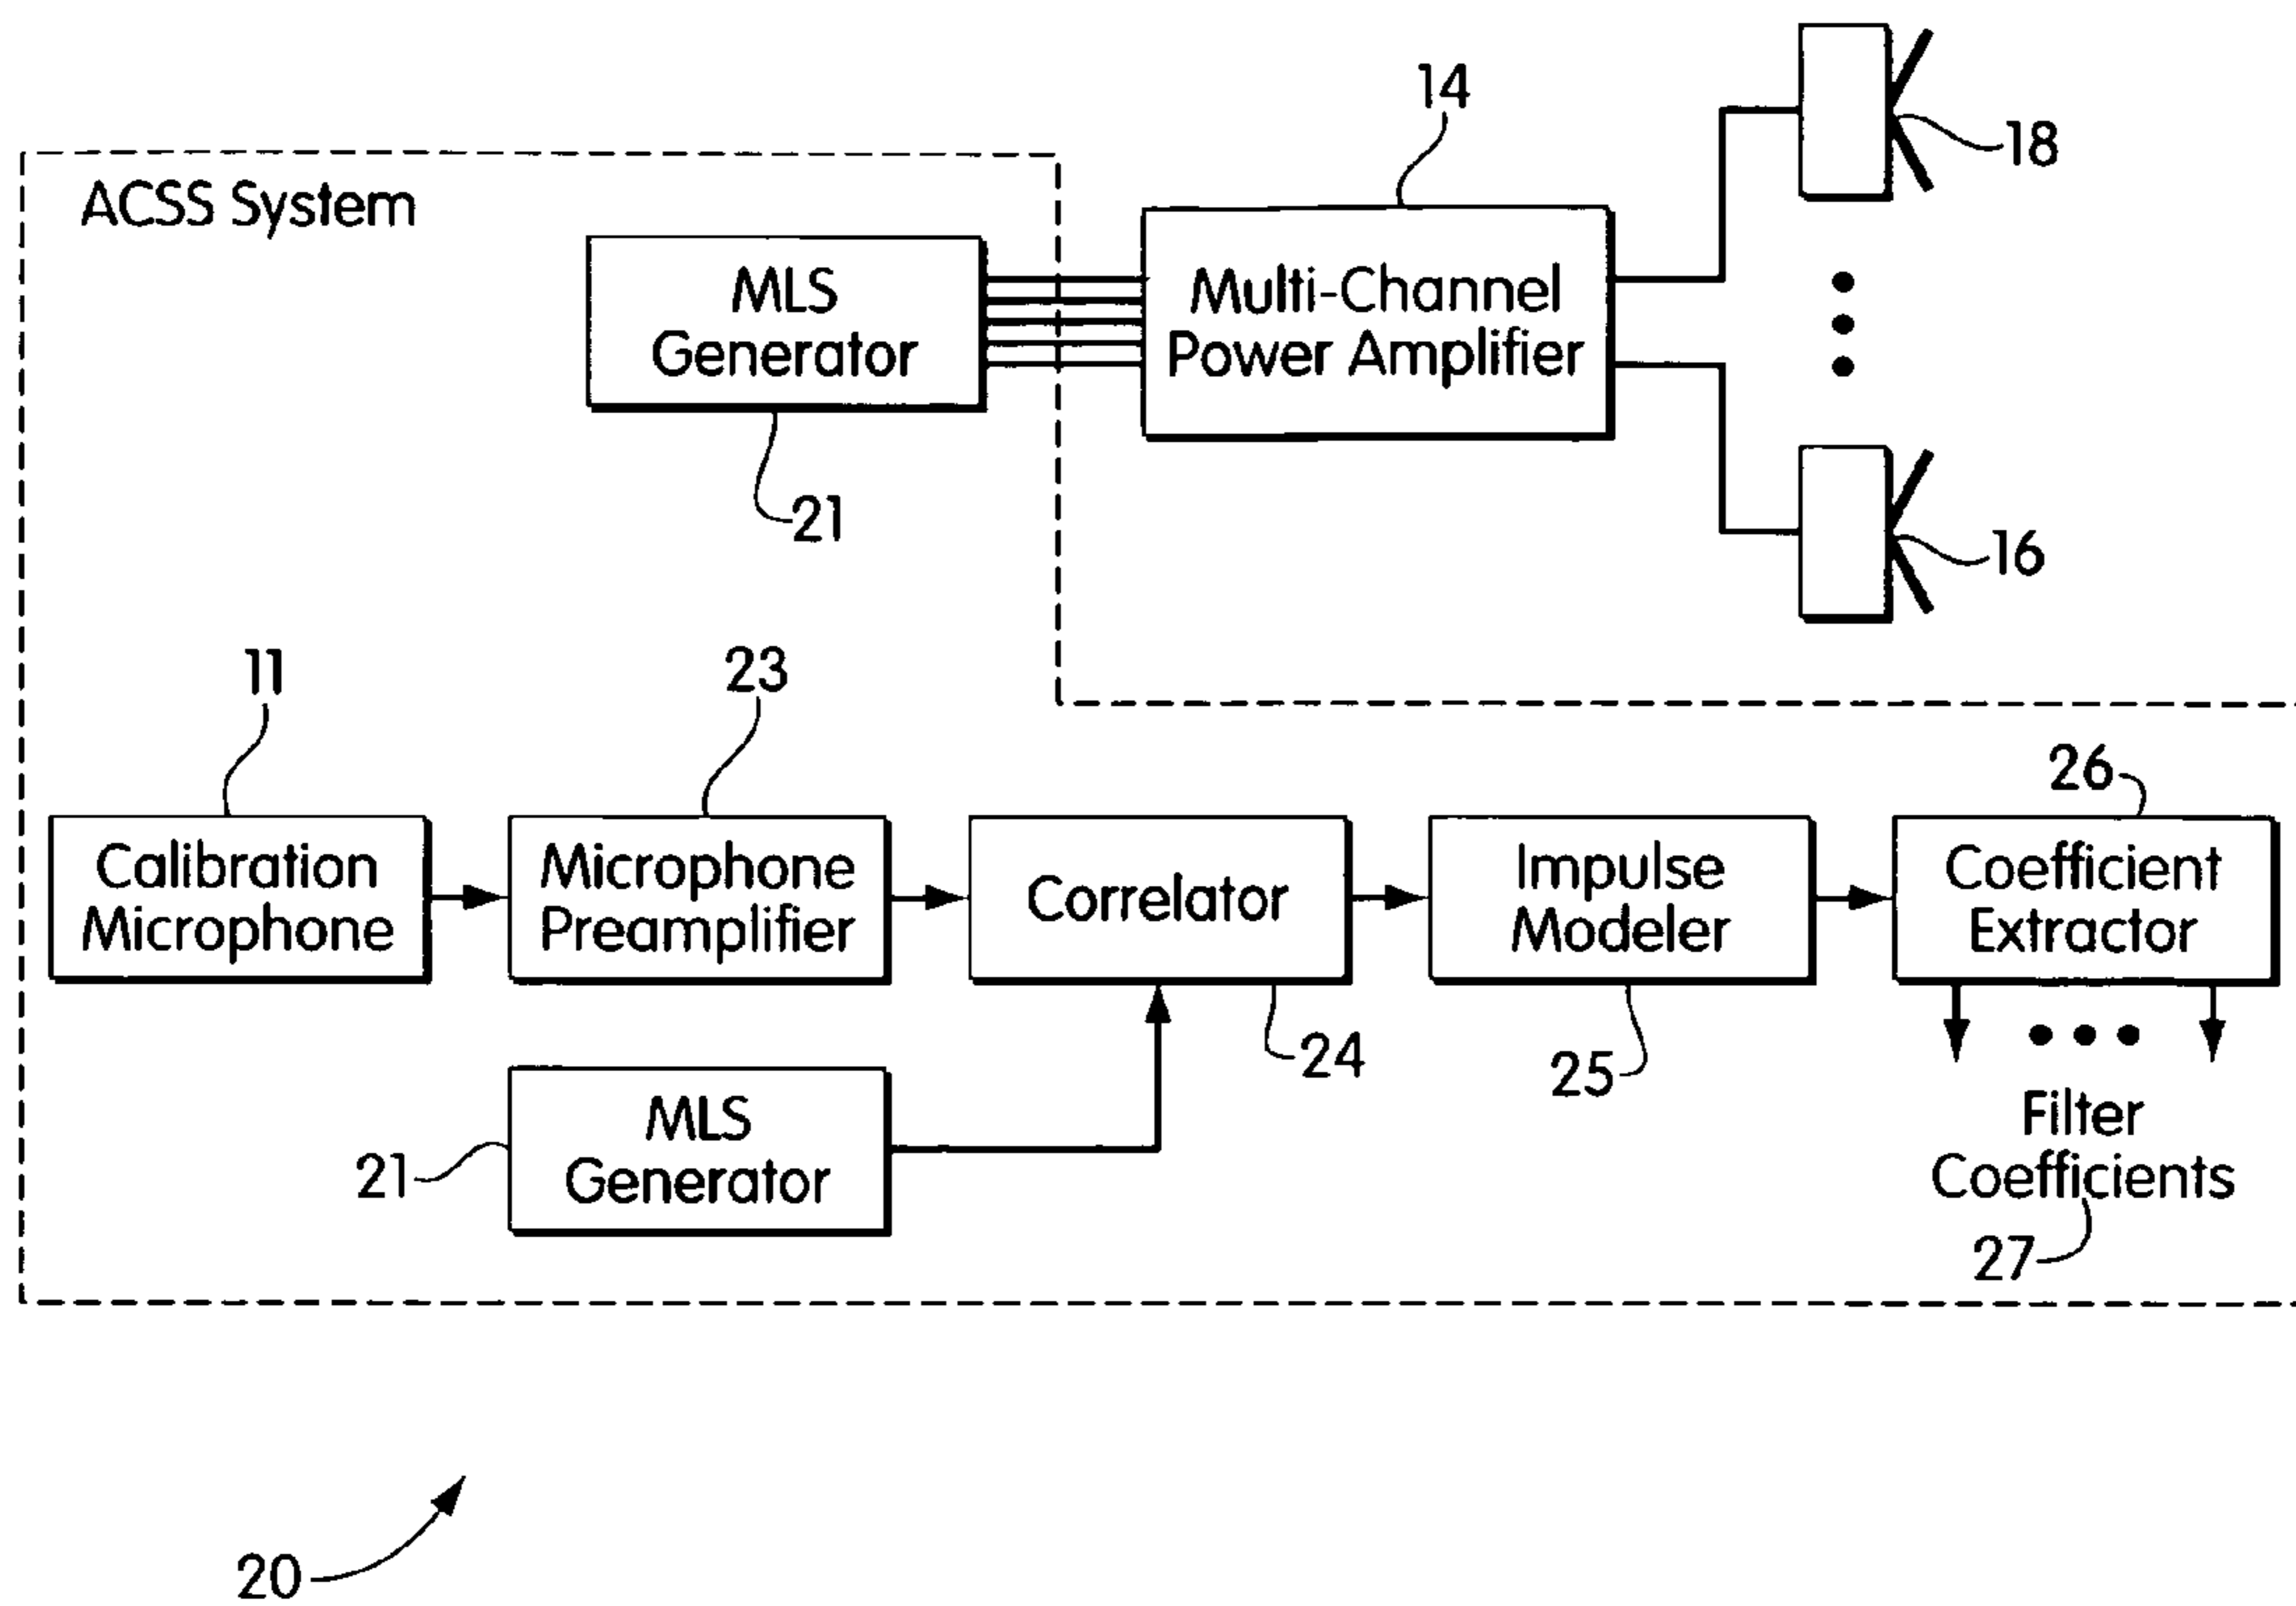 14
18
ACSS System
MLS
Generator
Multi-Channel
Power Amplifier
21
16
11
23
26
Calibration
Microphone
Microphone
Preamplifier
Correlator
Impulse
Modeler
Coefficient
Extractor
24
25
MLS
Generator
21
Filter
Coefficients
27
20